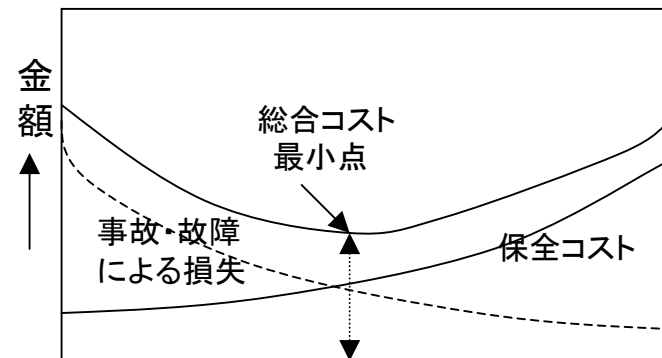 金
額
総合コスト
最小点
事故・故障
による損失
保全コスト